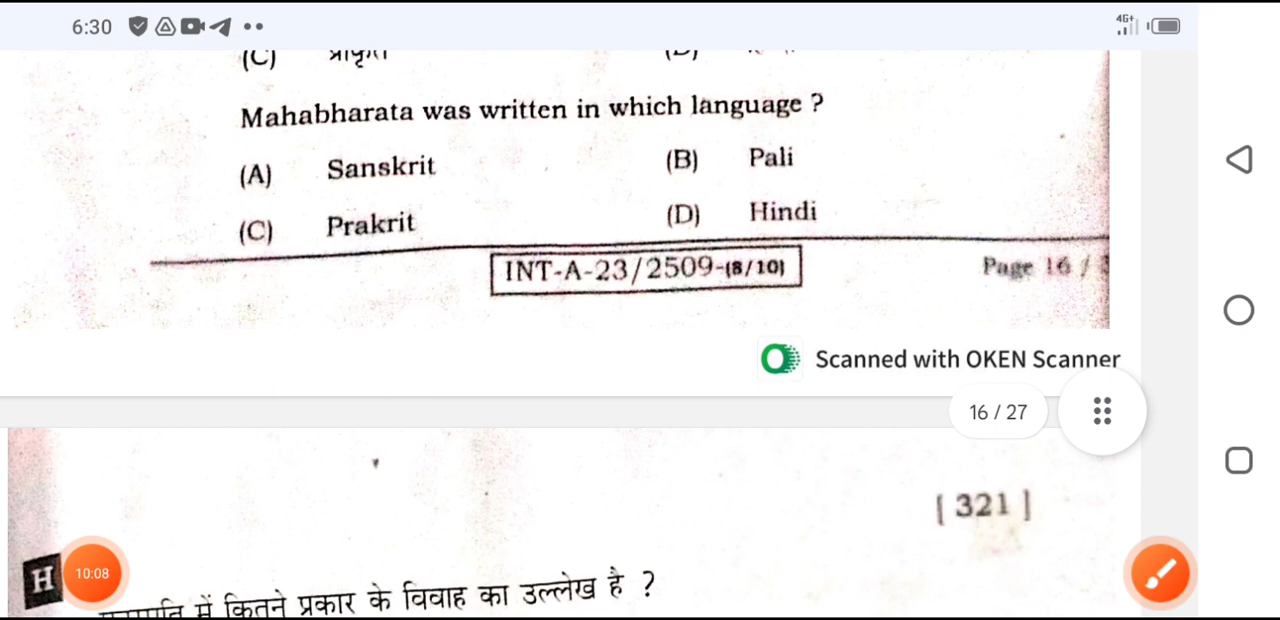 6:30
4G+
(C)
Mahabharata was written in which language ?
(A) Sanskrit (B) Pali
(C) Prakrit (D) Hindi
INT-A-23/2509-(8/10) Page 16 /
Scanned with OKEN Scanner
16 / 27
[ 321 ]
H 10:08
में कितने प्रकार के विवाह का उल्लेख है ?